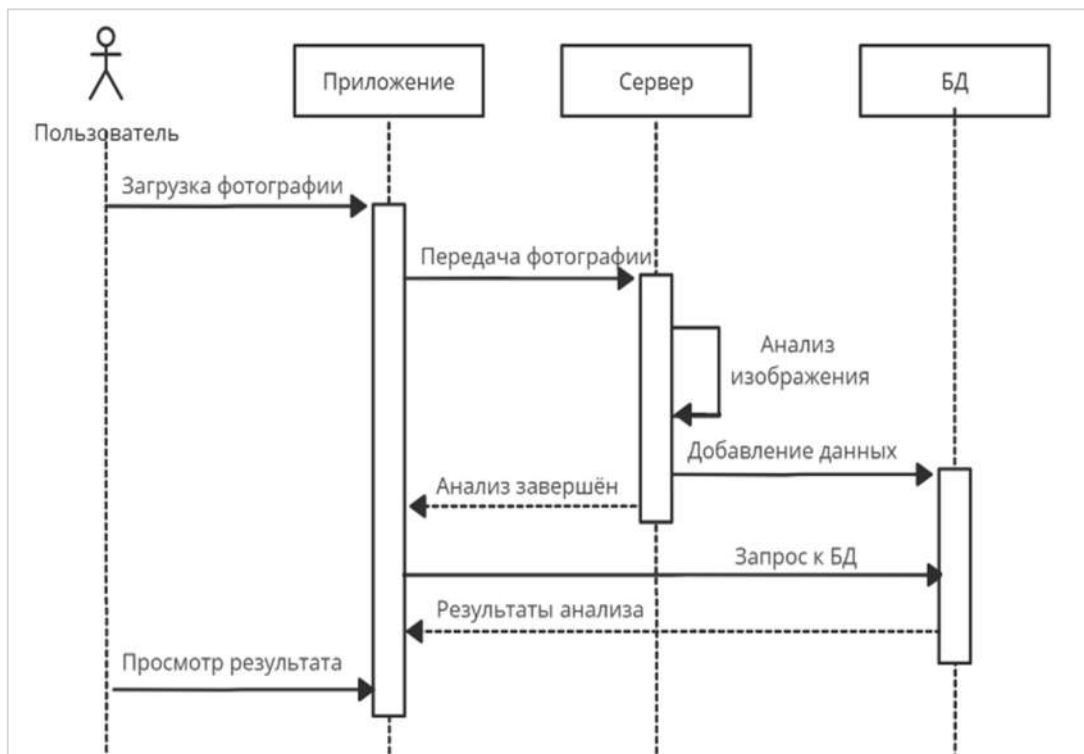 Приложение
Сервер
БД
Пользователь
Загрузка фотографии
Передача фотографии
Анализ
изображения
Добавление данных
Анализ завершён
Запрос к БД
Результаты анализа
Просмотр результата